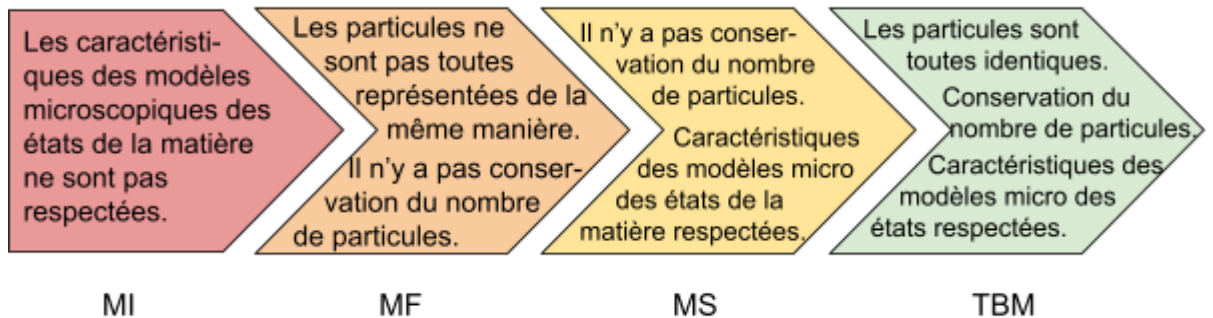 Les caractéristi-
ques des modèles
microscopiques des
états de la matière
ne sont pas
respectées.
Les particules ne
sont pas toutes
représentées de la
même manière.
Il n'y a pas conser-
vation du nombre
de particules.
Il n'y a pas conser-
vation du nombre
de particules.
Caractéristiques
des modèles micro
des états de la
matière respectées.
Les particules sont
toutes identiques.
Conservation du
nombre de particules.
Caractéristiques des
modèles micro des
états respectées.
MI
MF
MS
TBM